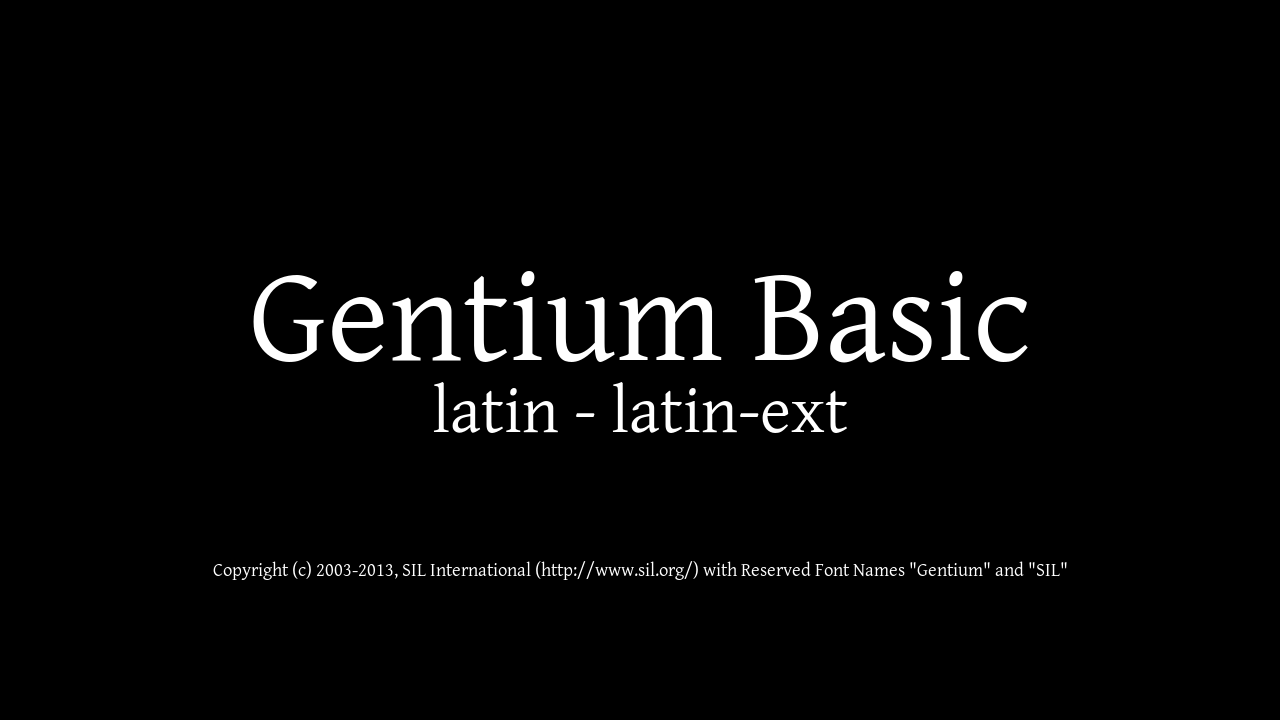 Gentium Basic
latin - latin-ext
Copyright (c) 2003-2013, SIL International (http://www.sil.org/) with Reserved Font Names "Gentium" and "SIL"